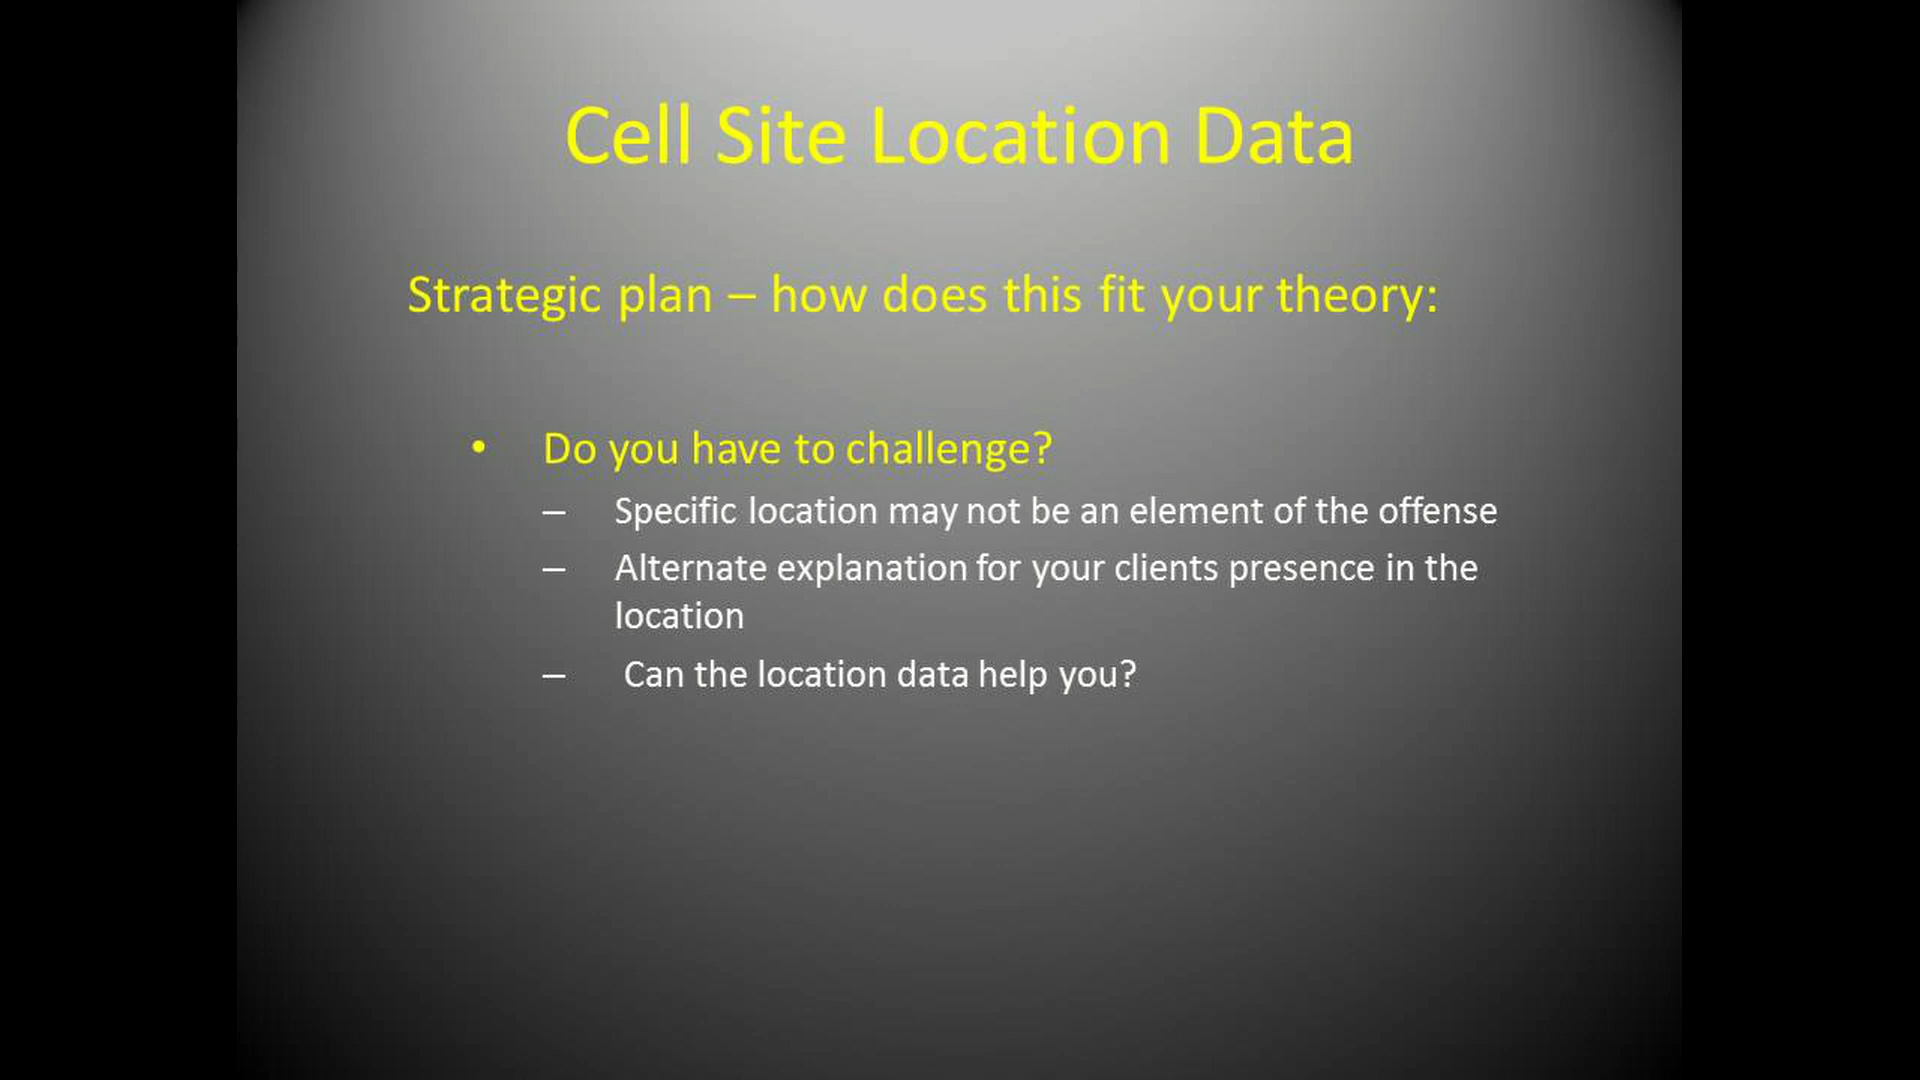 Cell Site Location Data
Strategic plan – how does this fit your theory:
• Do you have to challenge?
– Specific location may not be an element of the offense
– Alternate explanation for your clients presence in the
location
– Can the location data help you?